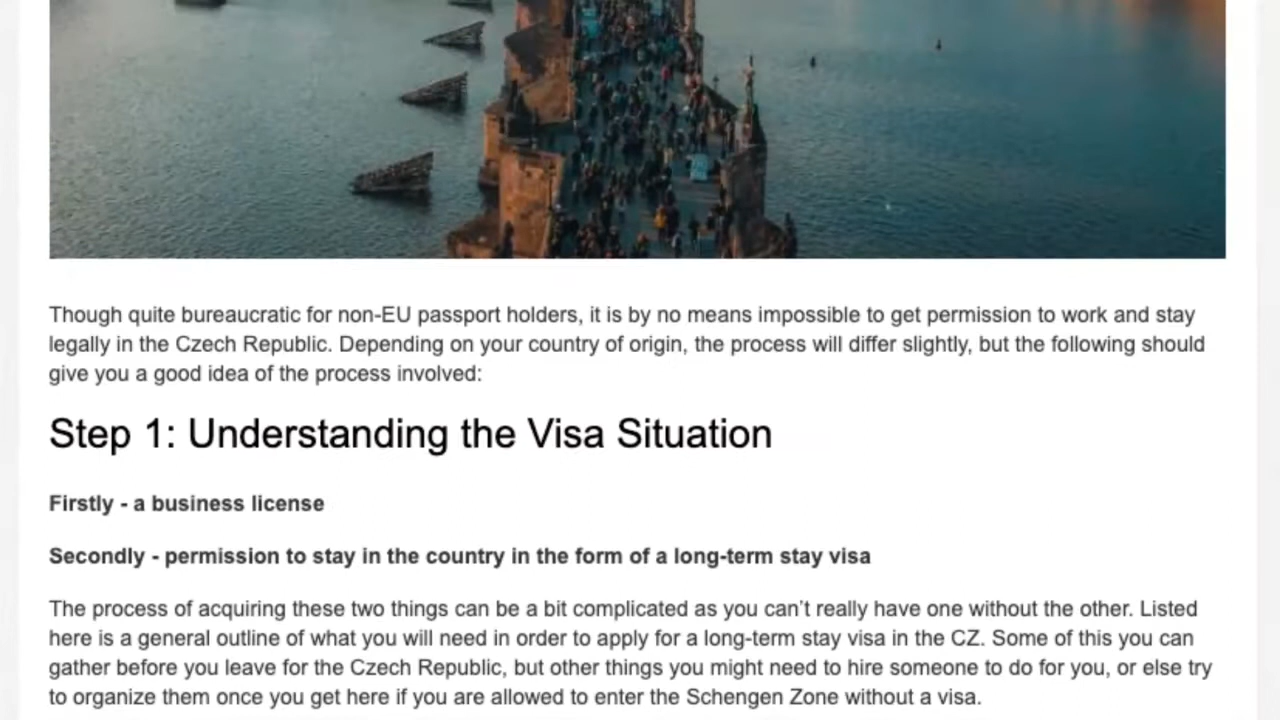 Though quite bureaucratic for non-EU passport holders, it is by no means impossible to get permission to work and stay
legally in the Czech Republic. Depending on your country of origin, the process will differ slightly, but the following should
give you a good idea of the process involved:
Step 1: Understanding the Visa Situation
Firstly - a business license
Secondly - permission to stay in the country in the form of a long-term stay visa
The process of acquiring these two things can be a bit complicated as you can’t really have one without the other. Listed
here is a general outline of what you will need in order to apply for a long-term stay visa in the CZ. Some of this you can
gather before you leave for the Czech Republic, but other things you might need to hire someone to do for you, or else try
to organize them once you get here if you are allowed to enter the Schengen Zone without a visa.